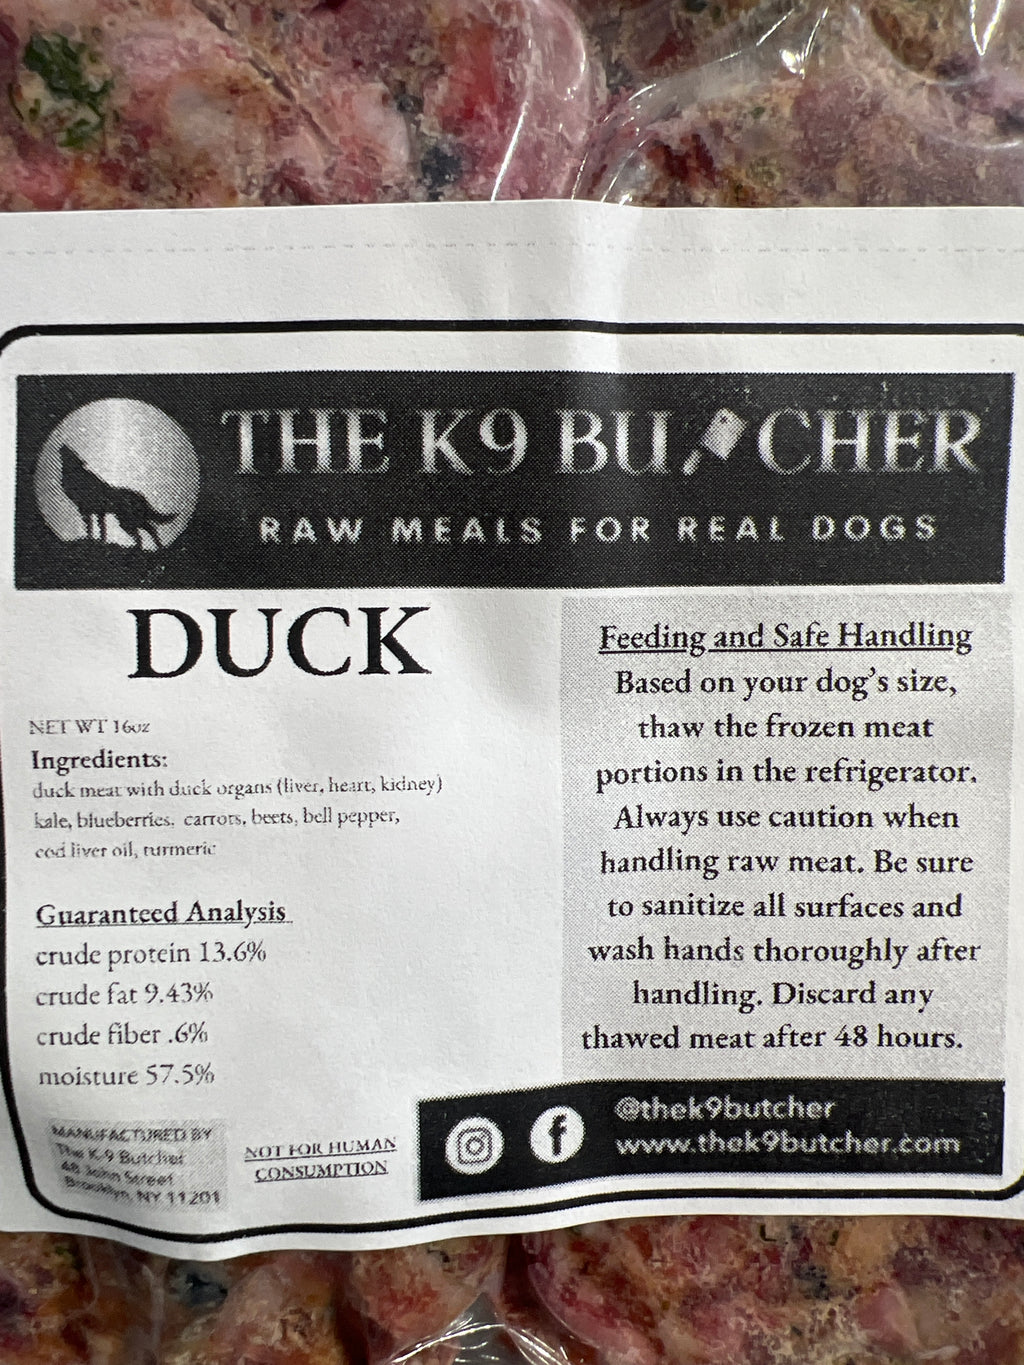 THE K9 BUTCHER
RAW MEALS FOR REAL DOGS
DUCK
NET WT 16oz
Ingredients:
duck meat with duck organs (liver, heart, kidney)
kale, blueberries, carrots, beets, bell pepper,
cod liver oil, turmeric
Guaranteed Analysis
crude protein 13.6%
crude fat 9.43%
crude fiber .6%
moisture 57.5%
MANUFACTURED BY
The K-9 Butcher
48 John Street
Brooklyn, NY 11201
NOT FOR HUMAN
CONSUMPTION
Feeding and Safe Handling
Based on your dog's size,
thaw the frozen meat
portions in the refrigerator.
Always use caution when
handling raw meat. Be sure
to sanitize all surfaces and
wash hands thoroughly after
handling. Discard any
thawed meat after 48 hours.
@thek9butcher
www.thek9butcher.com